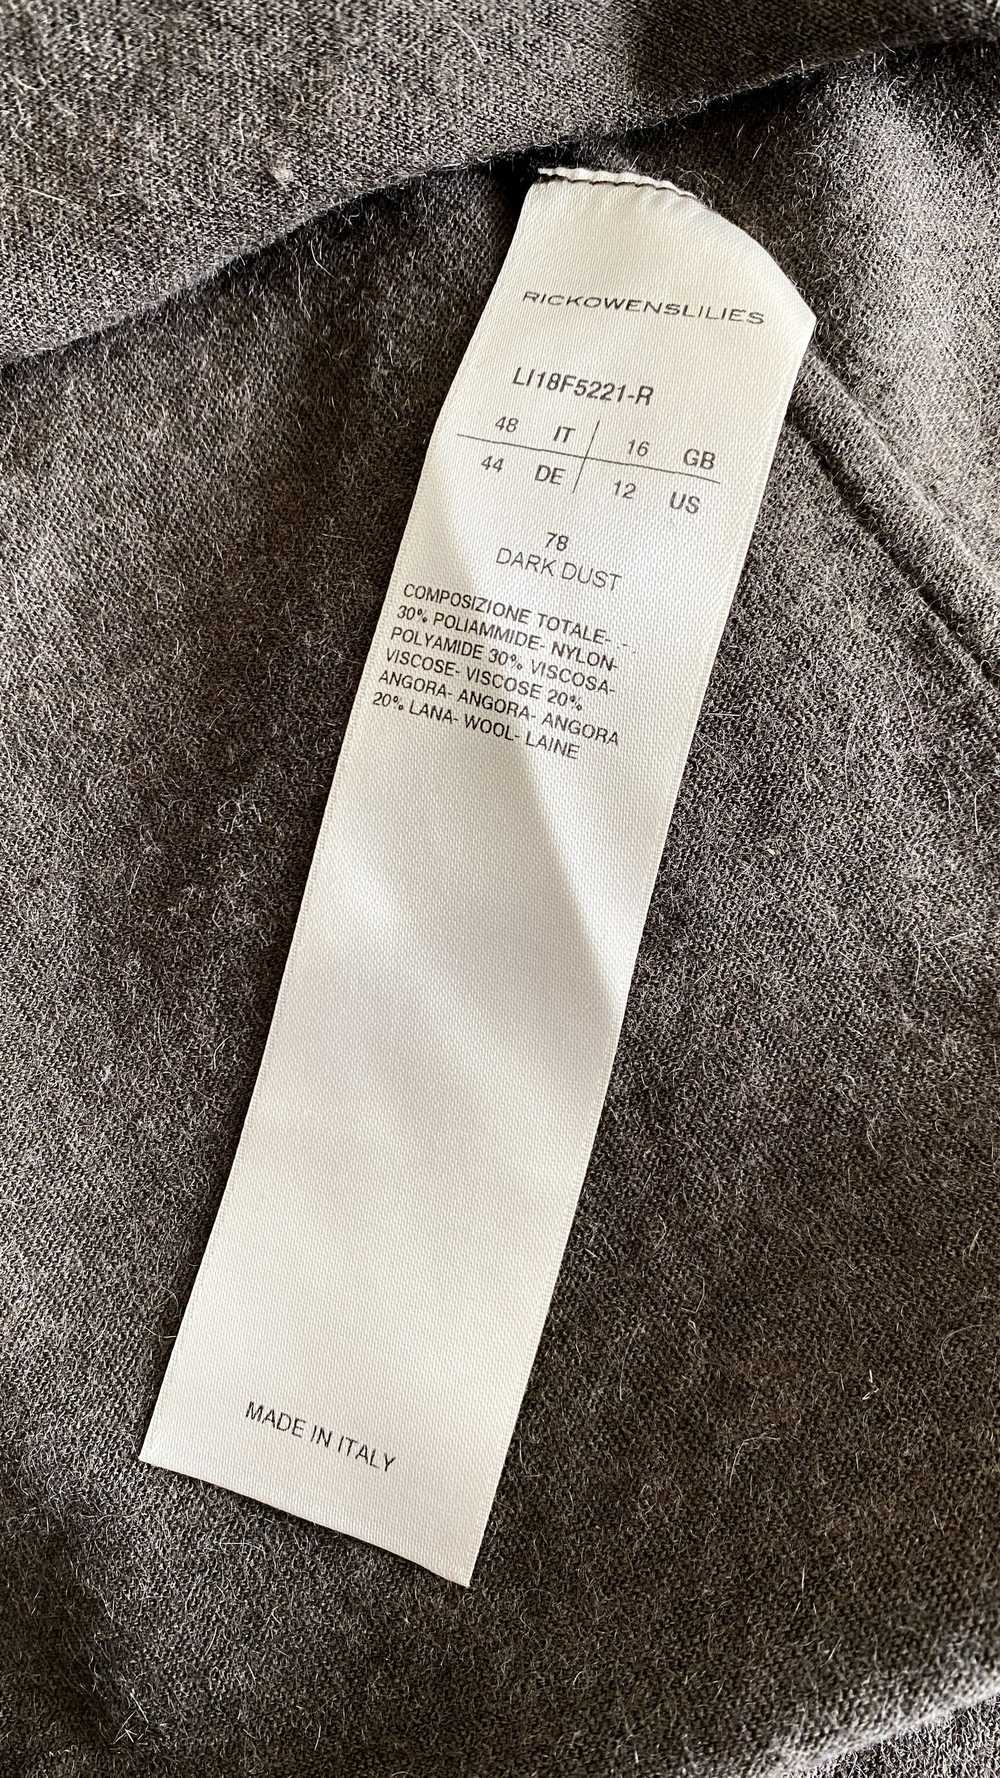 RICKOWENSLILIES
LI18F5221-R
48 IT 16 GB
44 DE 12 US
78
DARK DUST
COMPOSIZIONE TOTALE-
30% POLIAMMIDE- NYLON-
POLYAMIDE 30% VISCOSA-
VISCOSE- VISCOSE 20%
ANGORA- ANGORA- ANGORA
20% LANA- WOOL- LAINE
MADE IN ITALY